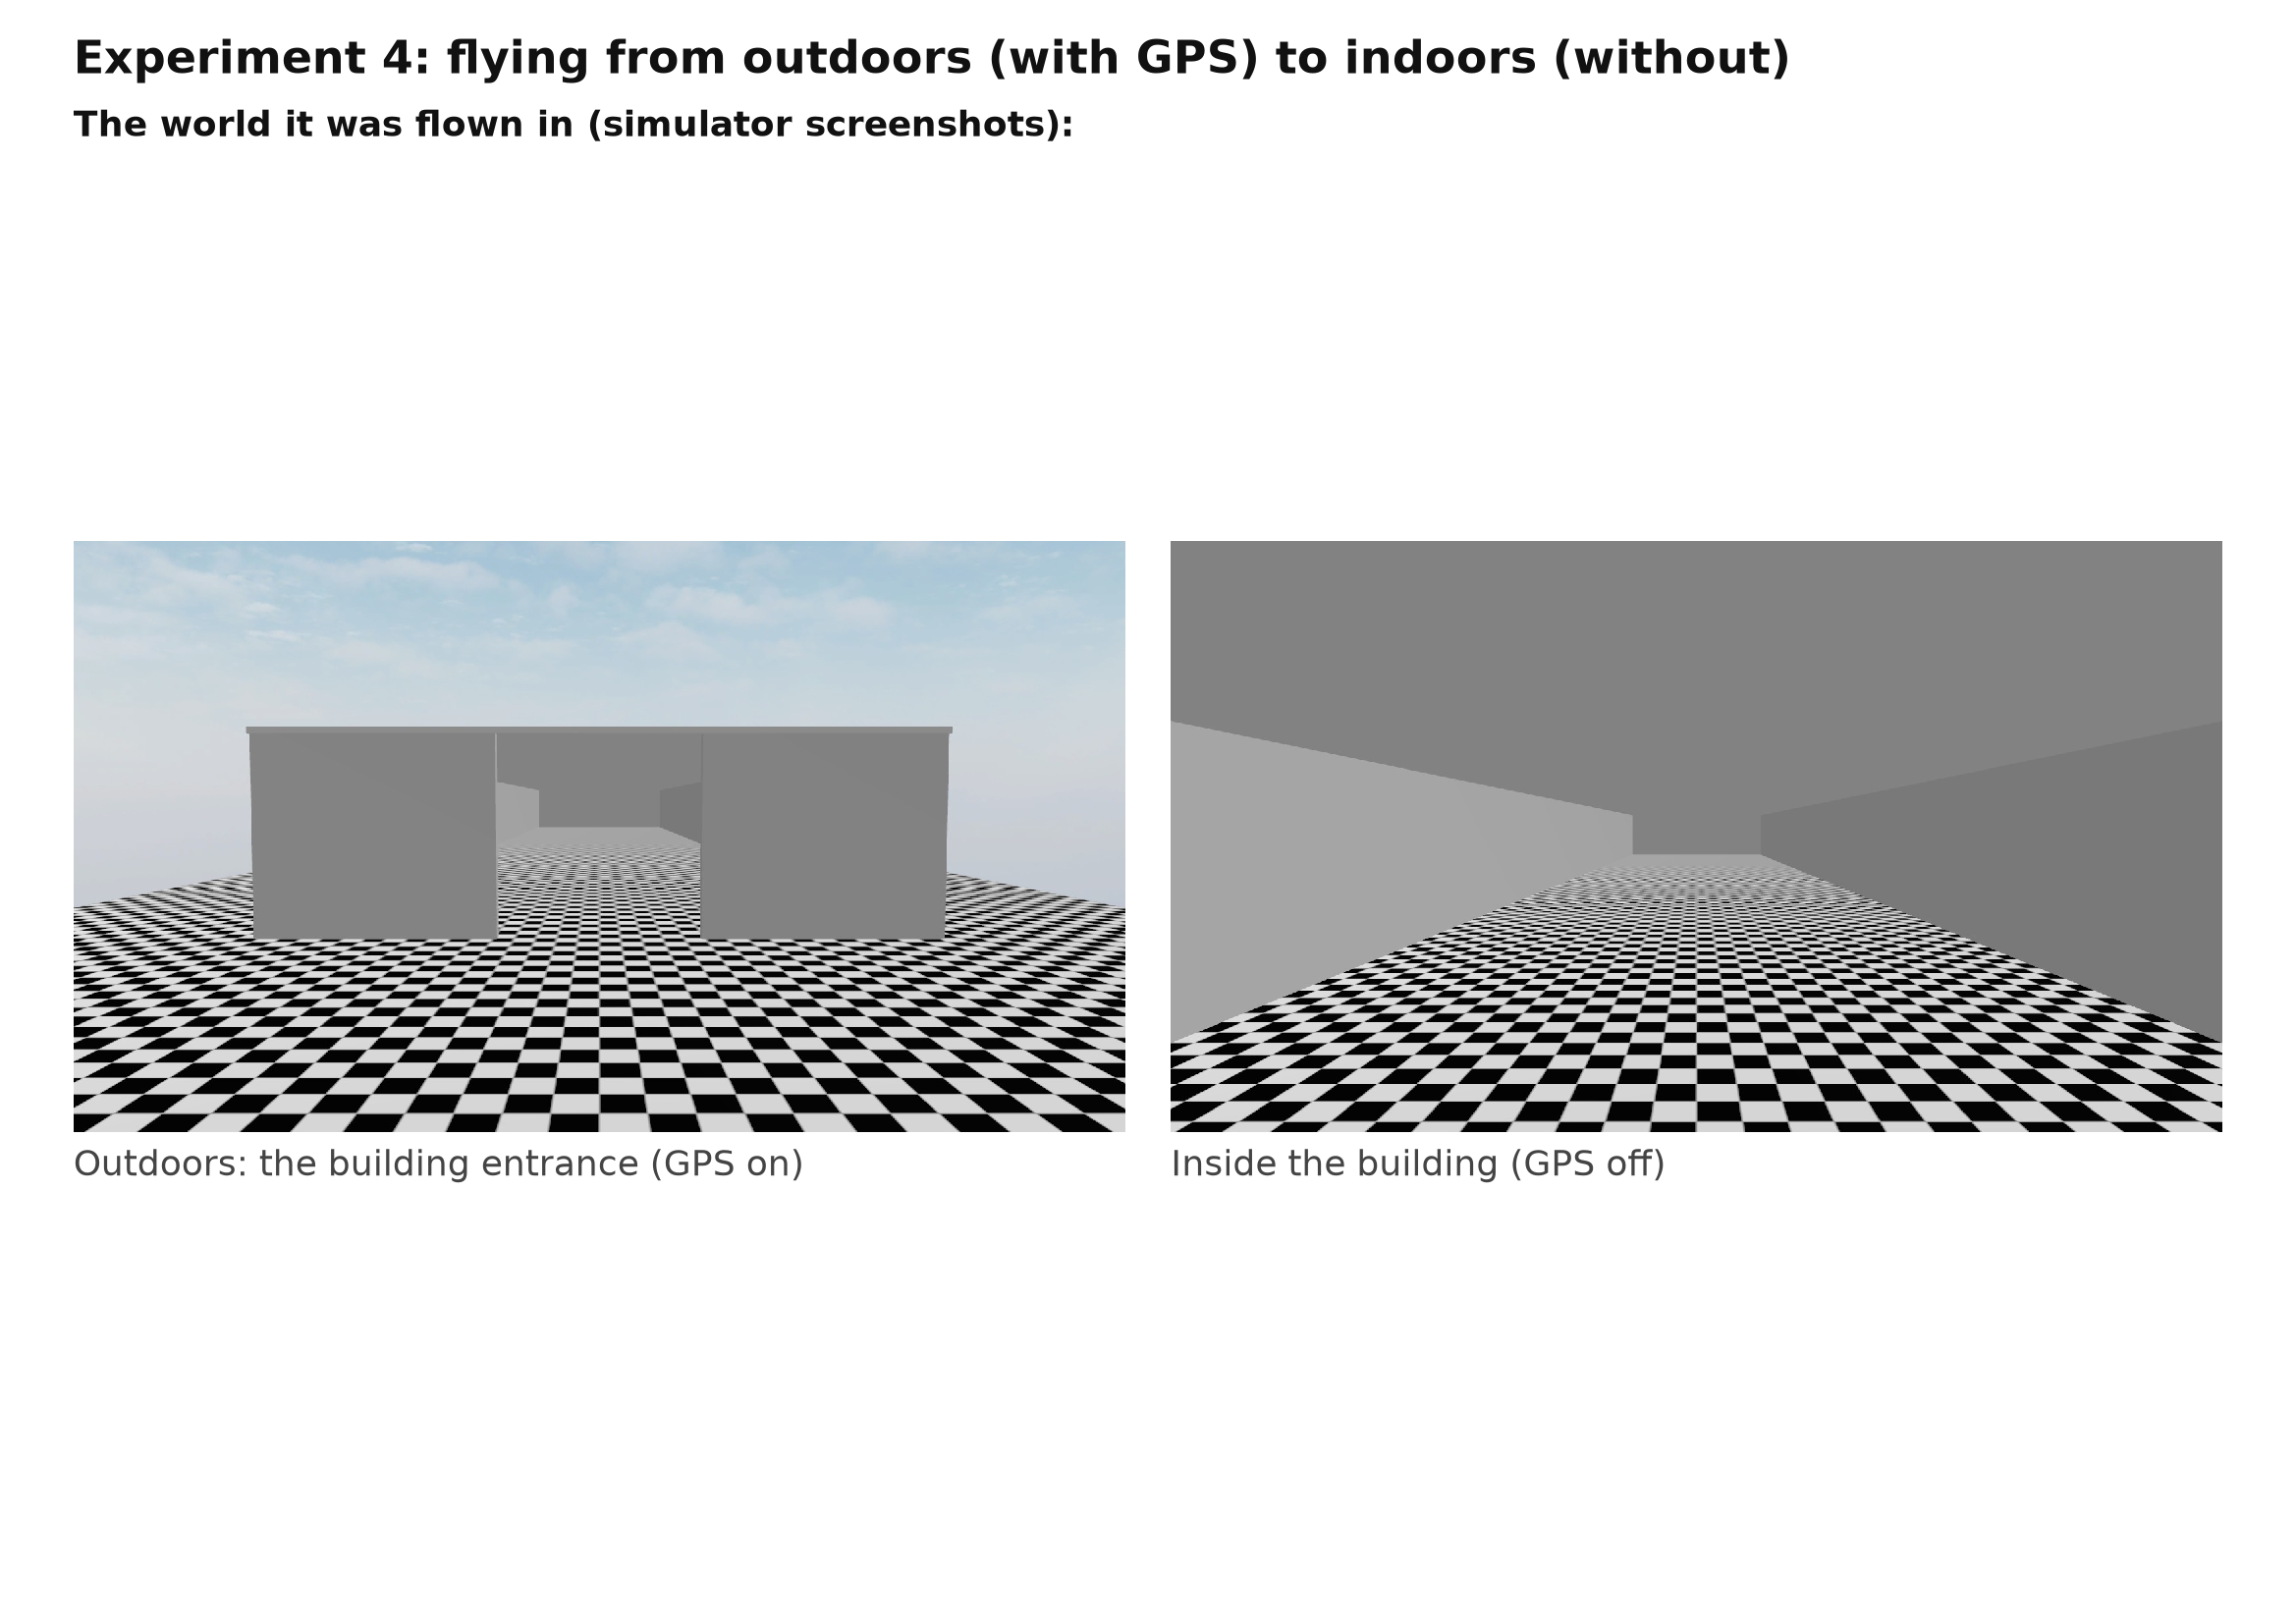 Experiment 4: flying from outdoors (with GPS) to indoors (without)
The world it was flown in (simulator screenshots):
Outdoors: the building entrance (GPS on)
Inside the building (GPS off)